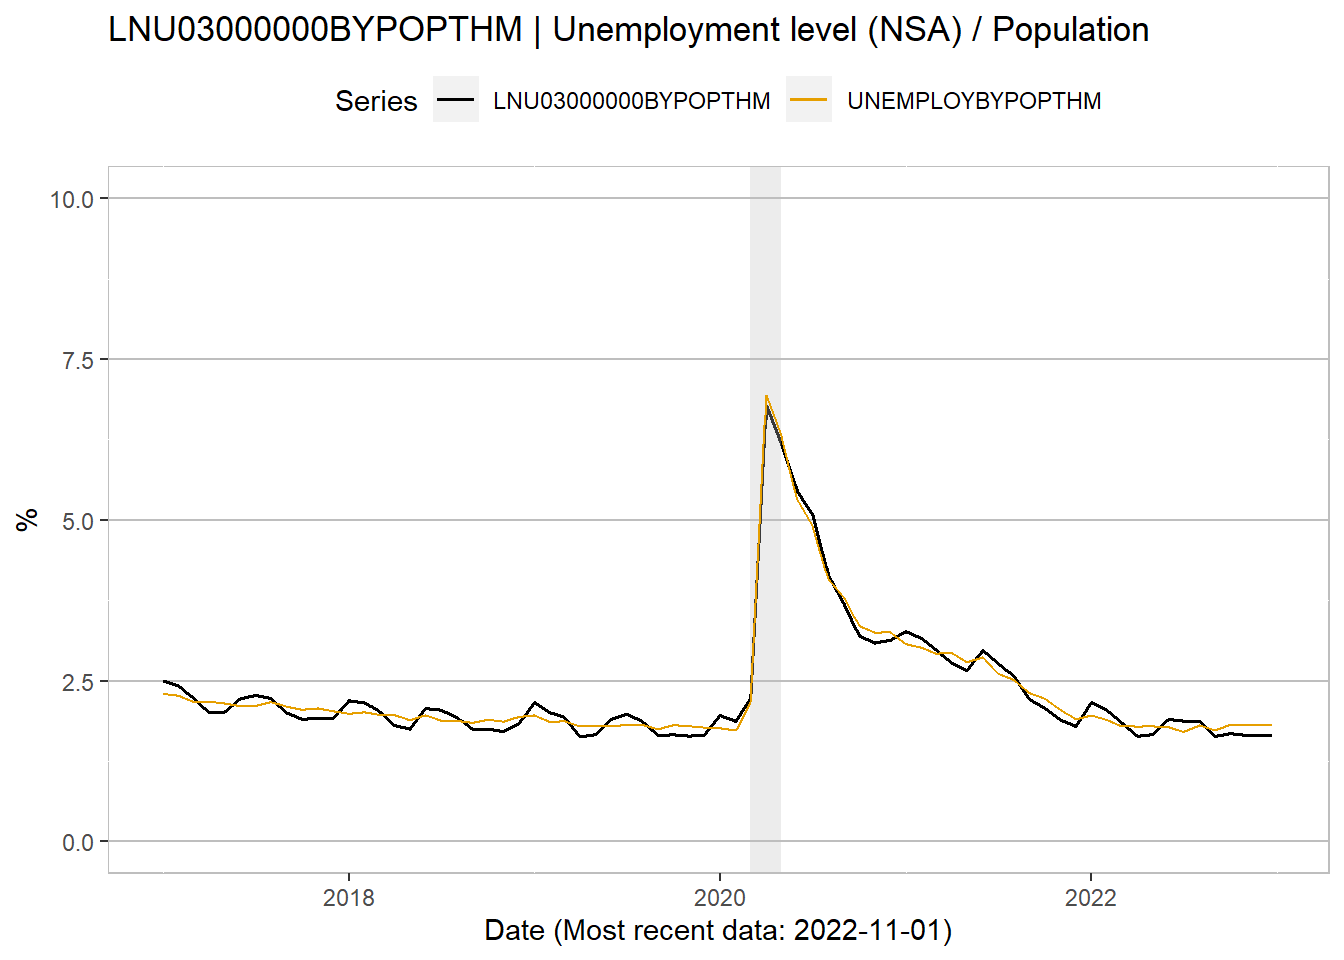 LNU03000000BYPOPTHM | Unemployment level (NSA) / Population
Series LNU03000000BYPOPTHM UNEMPLOYBYPOPTHM
10.0
7.5
5.0
2.5
0.0
%
2018 2020 2022
Date (Most recent data: 2022-11-01)